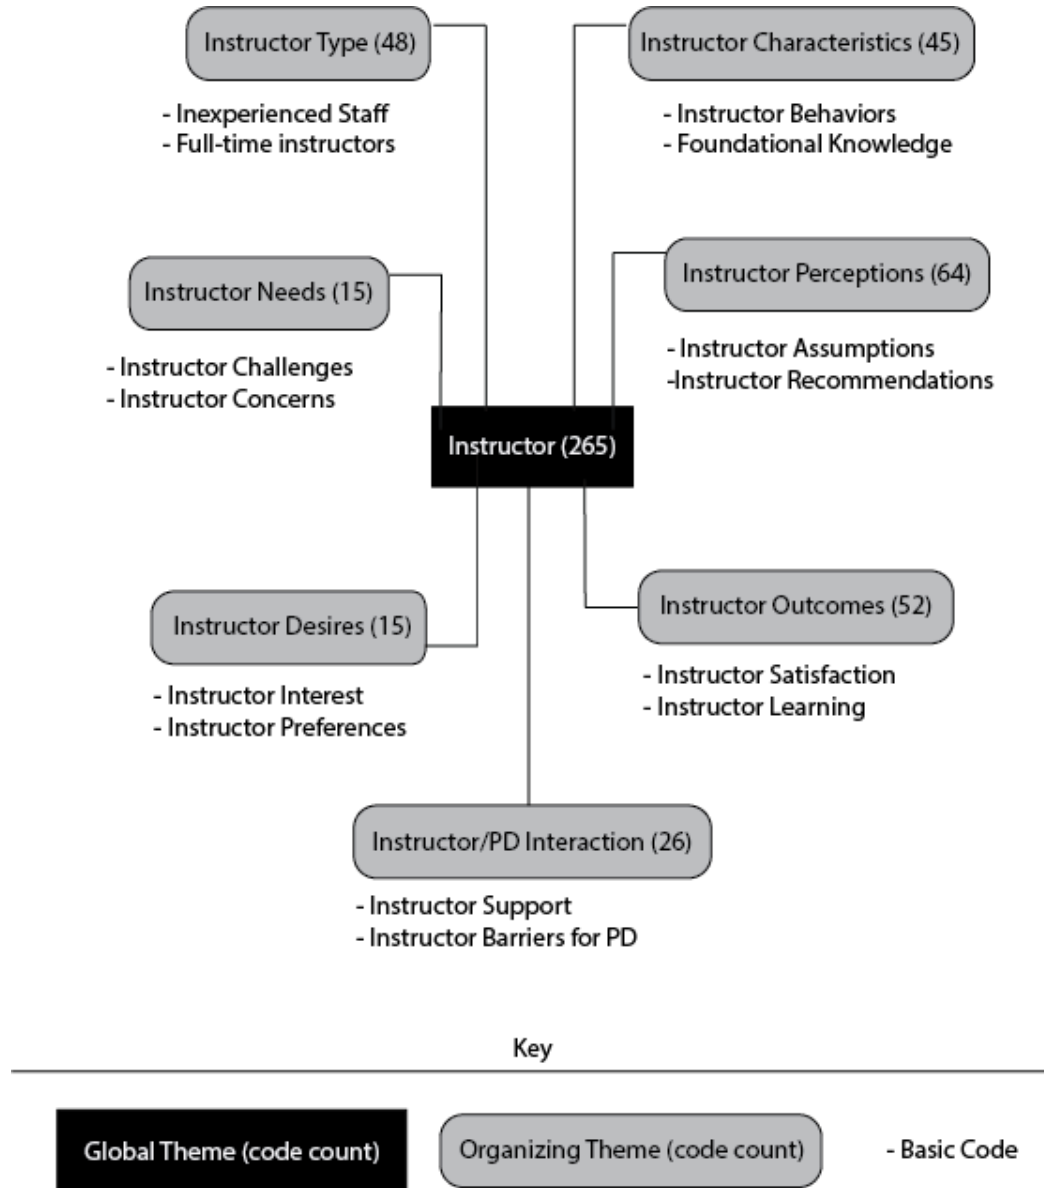 Instructor Type (48)
- Inexperienced Staff
- Full-time instructors
Instructor Characteristics (45)
- Instructor Behaviors
- Foundational Knowledge
Instructor Needs (15)
- Instructor Challenges
- Instructor Concerns
Instructor Perceptions (64)
- Instructor Assumptions
-Instructor Recommendations
Instructor (265)
Instructor Desires (15)
- Instructor Interest
- Instructor Preferences
Instructor Outcomes (52)
- Instructor Satisfaction
- Instructor Learning
Instructor/PD Interaction (26)
- Instructor Support
- Instructor Barriers for PD
Key
Global Theme (code count)
Organizing Theme (code count)
- Basic Code